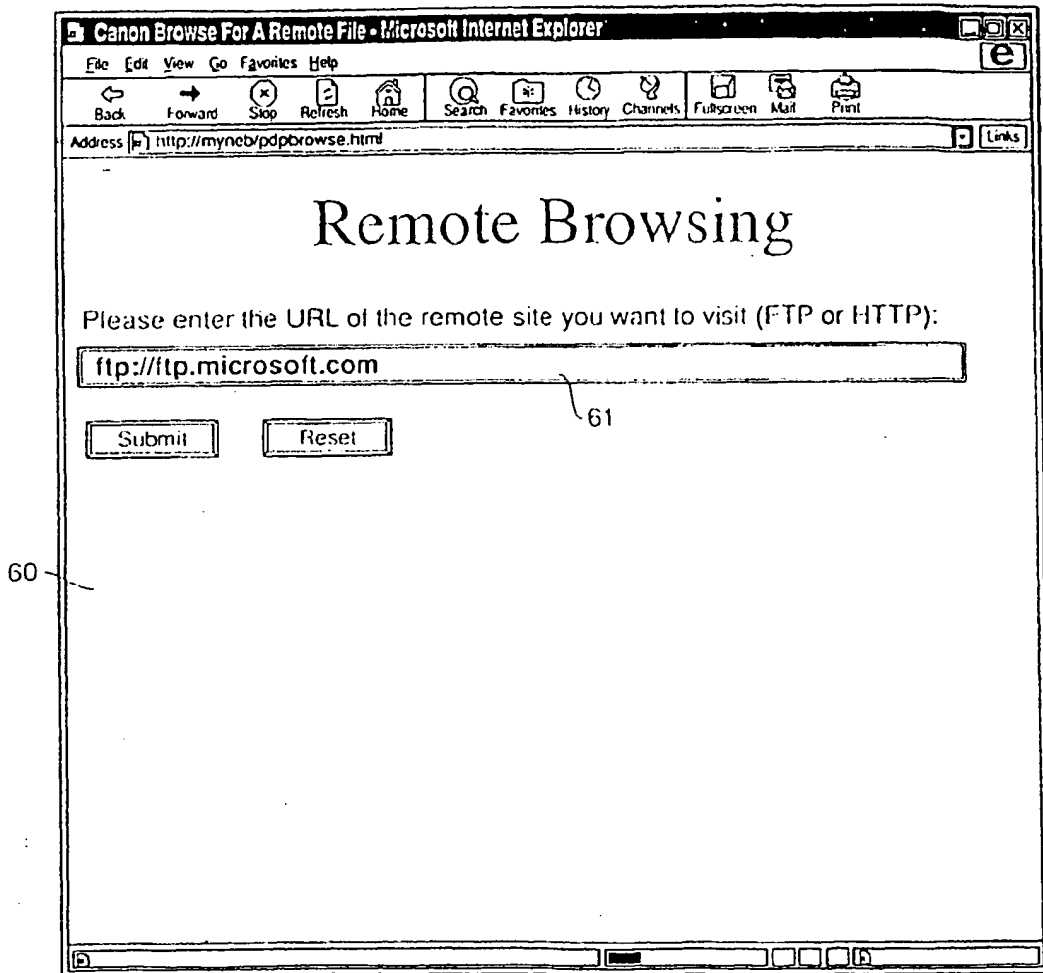 Canon Browse For A Remote File - Microsoft Internet Explorer
File Edit View Go Favorites Help
Back Forward Stop Refresh Home Search Favorites History Channels Fullscreen Mail Print
Address http://myneb/pdpbrowse.html Links
Remote Browsing
Please enter the URL of the remote site you want to visit (FTP or HTTP):
ftp://ftp.microsoft.com
61
Submit Reset
60